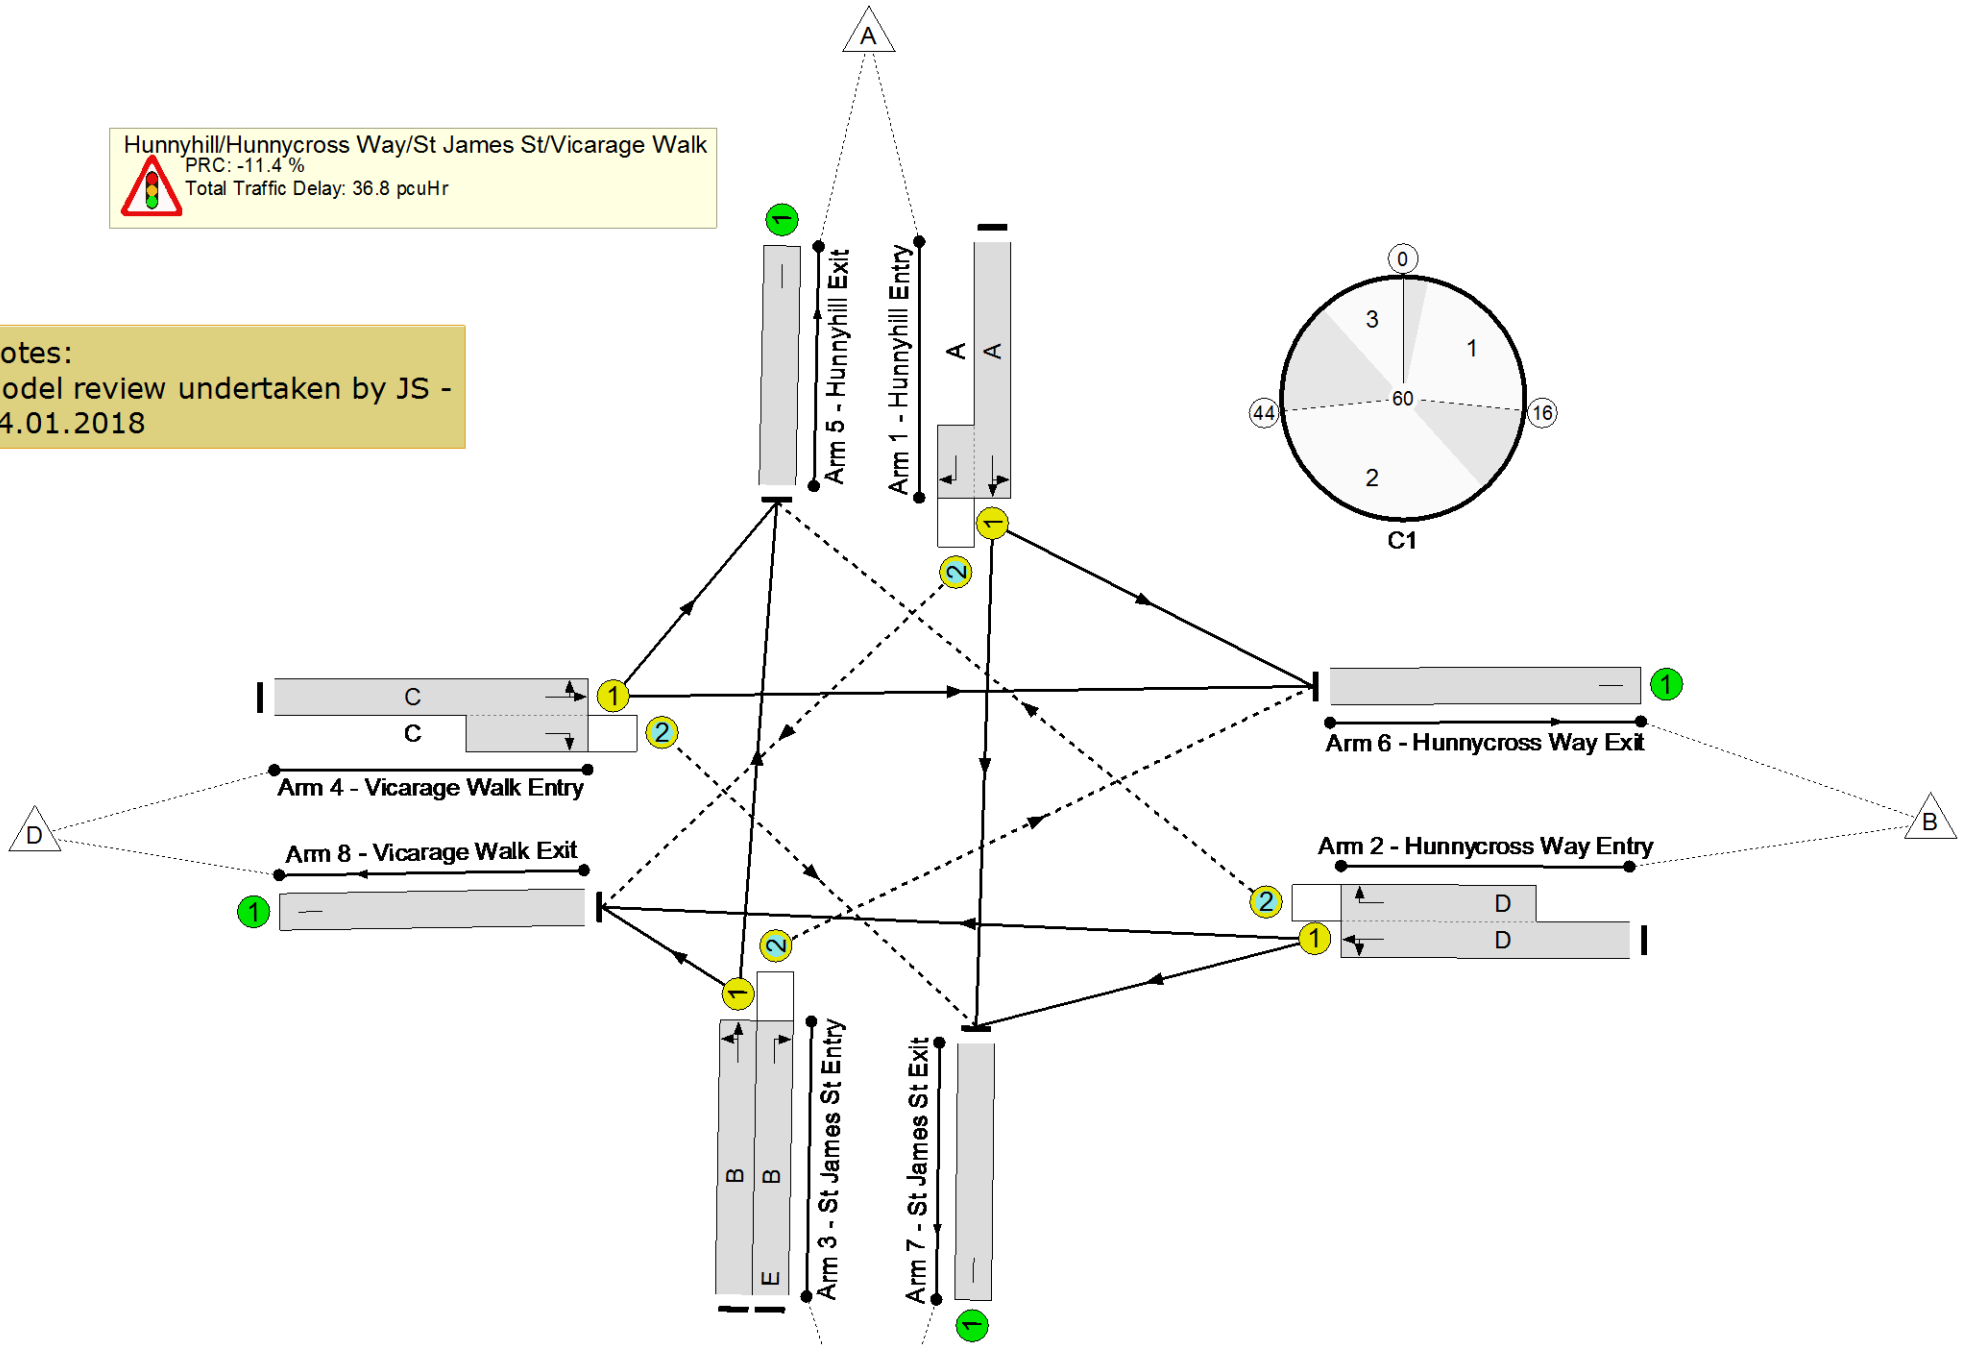 A
Hunnyhill/Hunnycross Way/St James St/Vicarage Walk
PRC: -11.4 %
Total Traffic Delay: 36.8 pcuHr
otes:
odel review undertaken by JS -
4.01.2018
1
Arm 5 - Hunnyhill Exit
Arm 1 - Hunnyhill Entry
A
A
1
2
0
3
1
60
44
16
2
C1
C
C
1
2
Arm 4 - Vicarage Walk Entry
D
Arm 8 - Vicarage Walk Exit
1
1
Arm 6 - Hunnycross Way Exit
B
Arm 2 - Hunnycross Way Entry
2
1
D
D
2
1
B
B
E
Arm 3 - St James St Entry
Arm 7 - St James St Exit
1